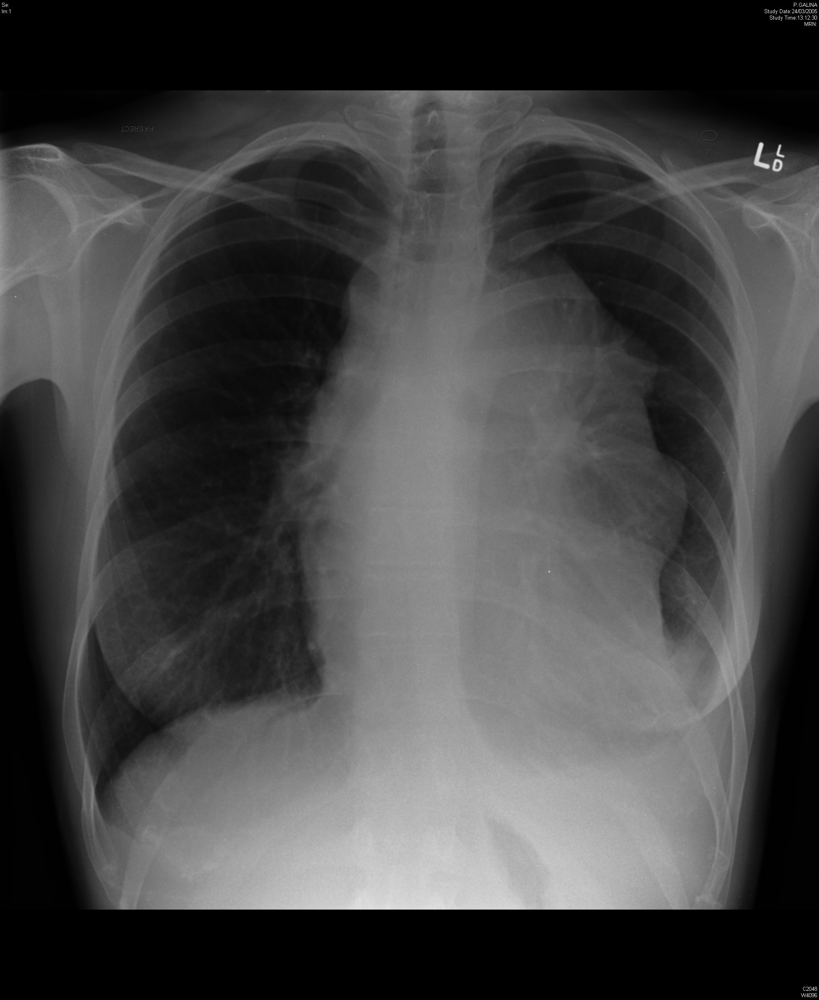 Se:
Im:1
P.GALINA
Study Date:24/03/2005
Study Time:13:12:30
MRN:
PA ERECT
2
L
L
D
C2048
W4096